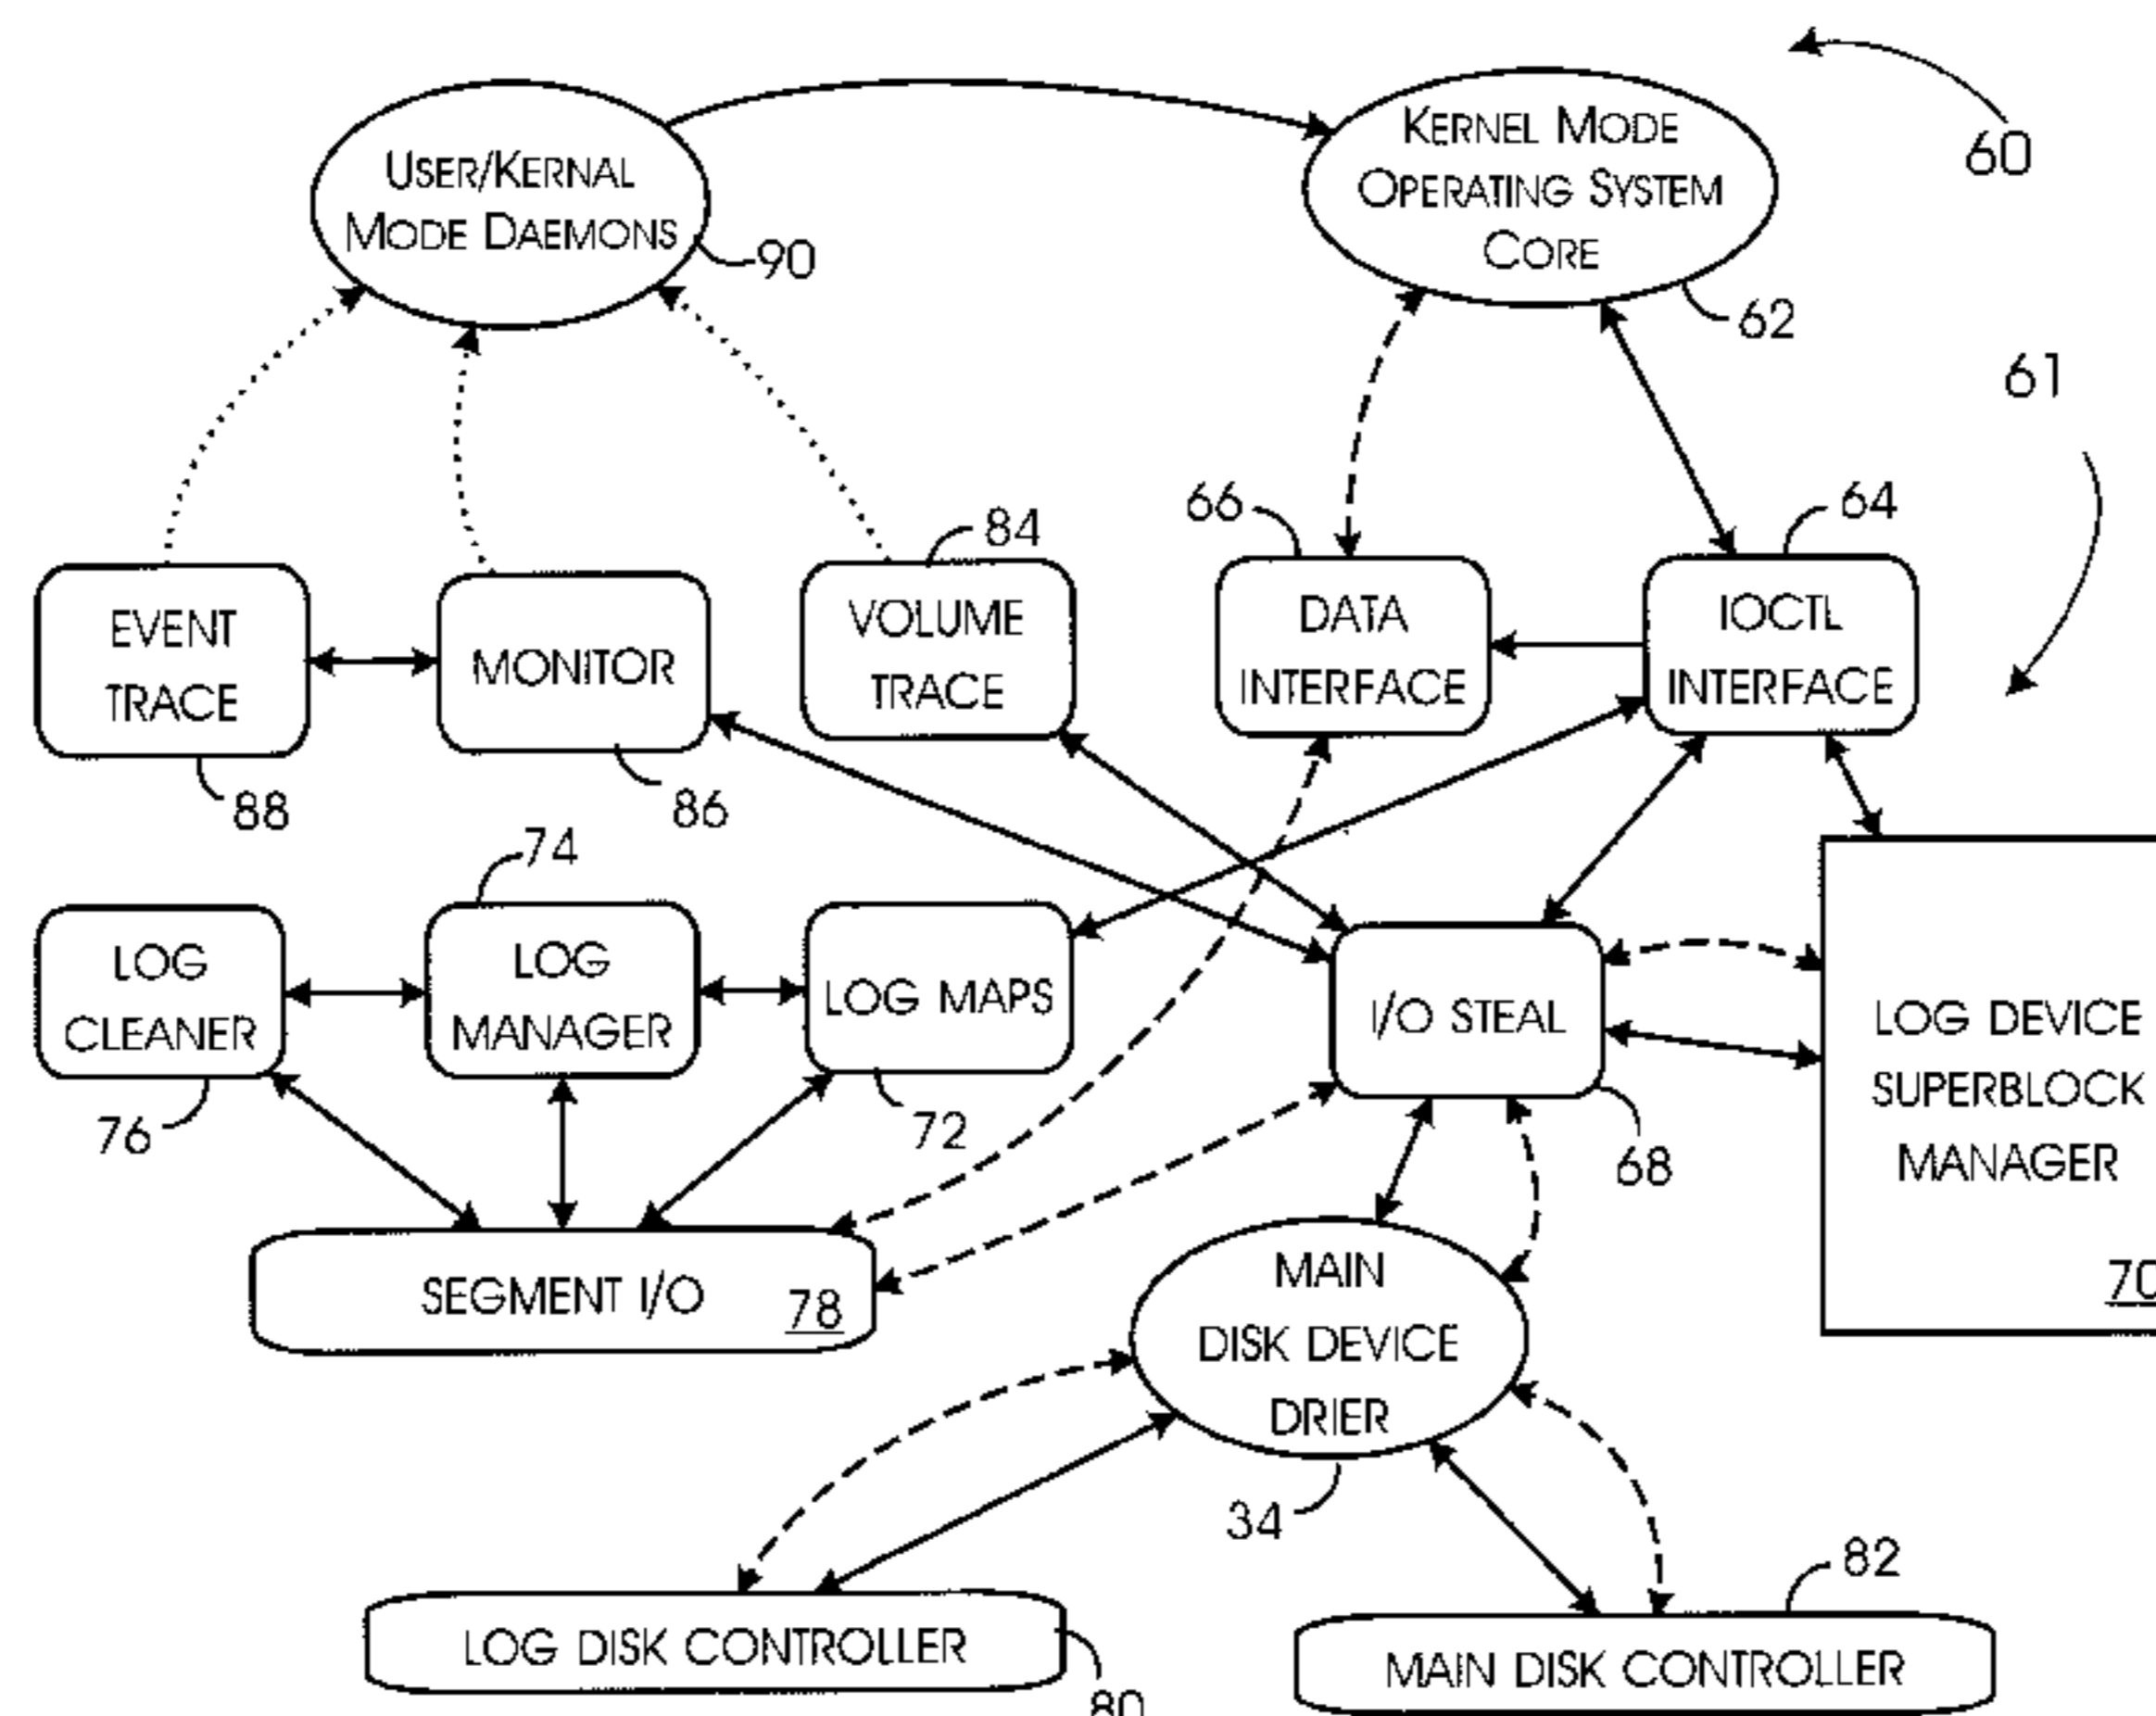 60
USER/KERNAL
MODE DAEMONS
90
KERNEL MODE
OPERATING SYSTEM
CORE
62
61
66
64
84
EVENT
TRACE
88
MONITOR
86
VOLUME
TRACE
DATA
INTERFACE
IOCTL
INTERFACE
74
LOG
CLEANER
76
LOG
MANAGER
LOG MAPS
72
I/O STEAL
68
LOG DEVICE
SUPERBLOCK
MANAGER
70
SEGMENT I/O
78
MAIN
DISK DEVICE
DRIER
34
82
LOG DISK CONTROLLER
80
MAIN DISK CONTROLLER